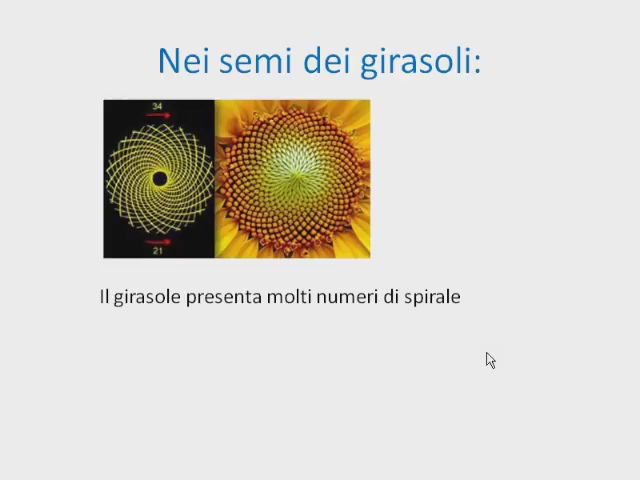 Nei semi dei girasoli:
34
21
Il girasole presenta molti numeri di spirale